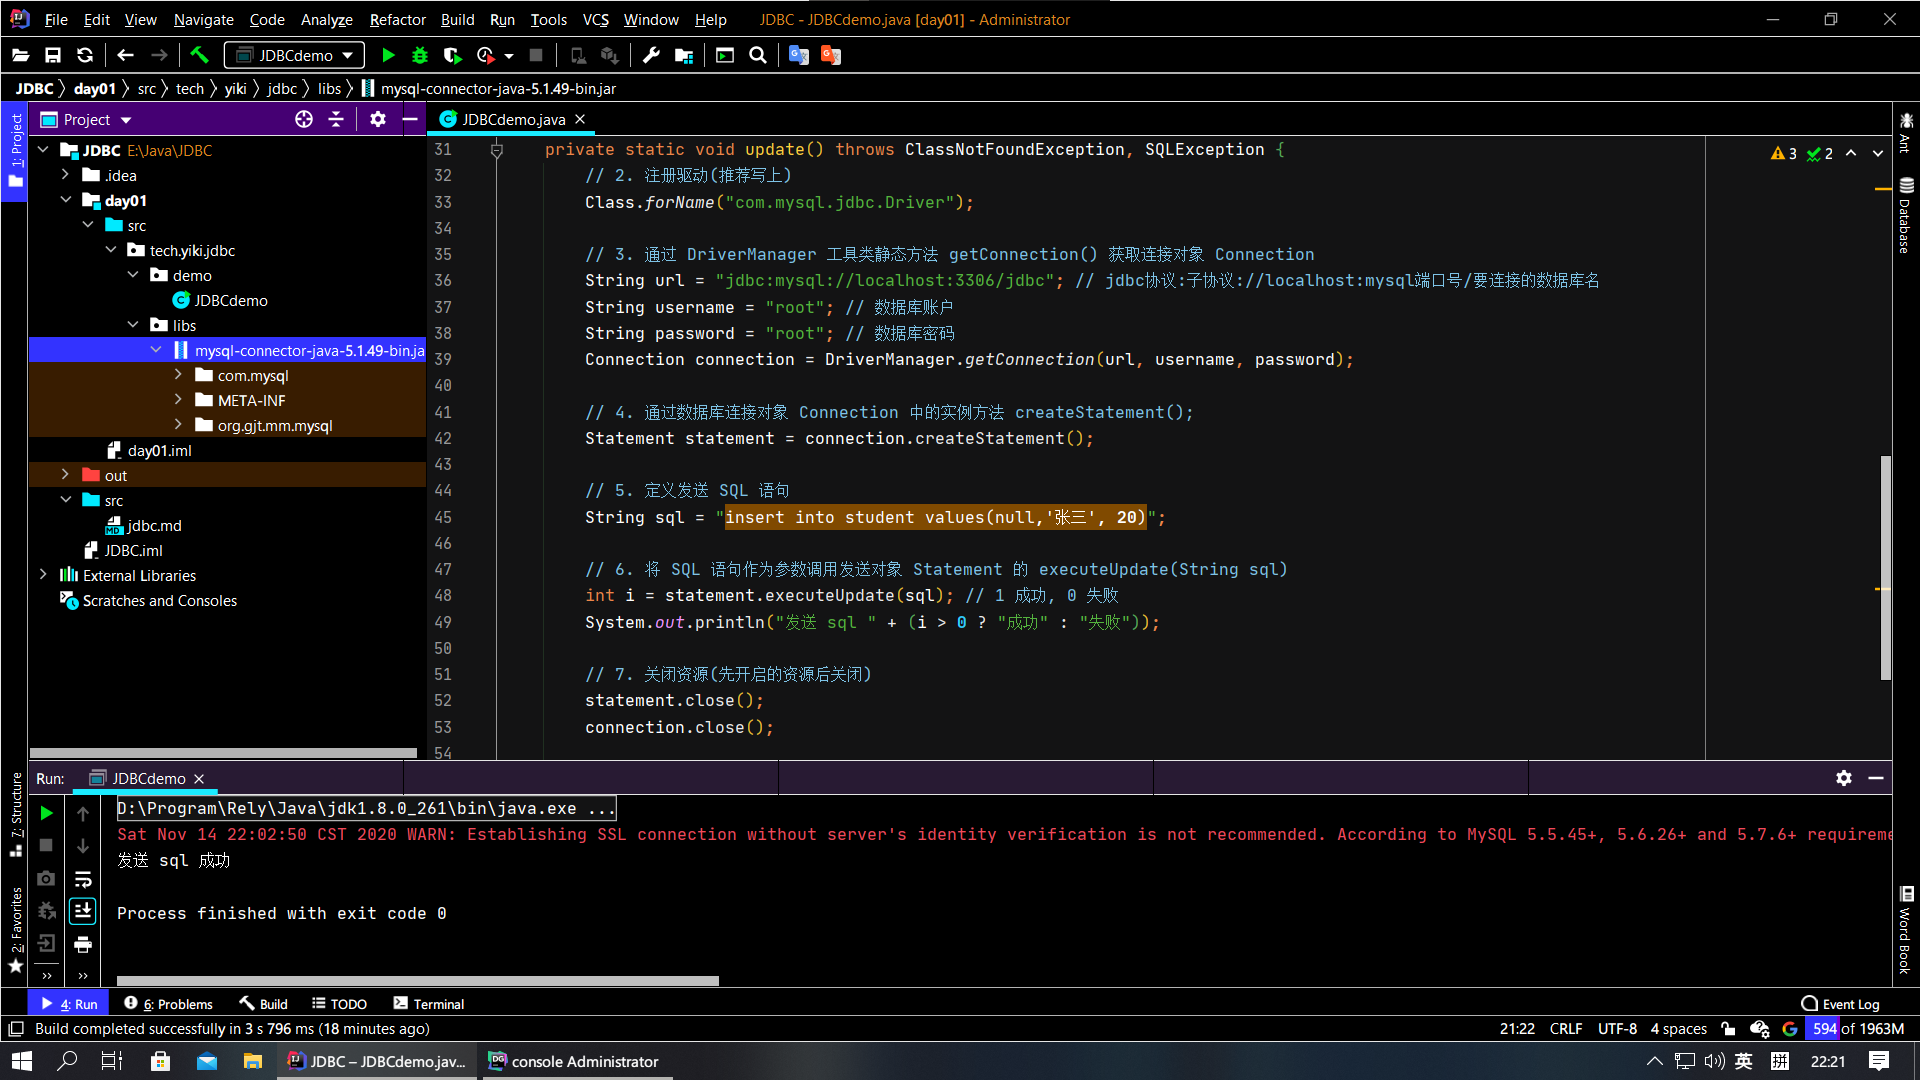 File Edit View Navigate Code Analyze Refactor Build Run Tools VCS Window Help JDBC - JDBCdemo.java [day01] - Administrator
JDBCdemo
JDBC day01 src tech yiki jdbc libs mysql-connector-java-5.1.49-bin.jar
1: Project
Project
JDBC E:\Java\JDBC
.idea
day01
src
tech.yiki.jdbc
demo
JDBCdemo
libs
mysql-connector-java-5.1.49-bin.ja
com.mysql
META-INF
org.gjt.mm.mysql
day01.iml
out
src
jdbc.md
JDBC.iml
External Libraries
Scratches and Consoles
JDBCdemo.java
3 2
31 private static void update() throws ClassNotFoundException, SQLException {
32 // 2. 注册驱动(推荐写上)
33 Class.forName("com.mysql.jdbc.Driver");
34
35 // 3. 通过 DriverManager 工具类静态方法 getConnection() 获取连接对象 Connection
36 String url = "jdbc:mysql://localhost:3306/jdbc"; // jdbc协议:子协议://localhost:mysql端口号/要连接的数据库名
37 String username = "root"; // 数据库账户
38 String password = "root"; // 数据库密码
39 Connection connection = DriverManager.getConnection(url, username, password);
40
41 // 4. 通过数据库连接对象 Connection 中的实例方法 createStatement();
42 Statement statement = connection.createStatement();
43
44 // 5. 定义发送 SQL 语句
45 String sql = "insert into student values(null,'张三', 20)";
46
47 // 6. 将 SQL 语句作为参数调用发送对象 Statement 的 executeUpdate(String sql)
48 int i = statement.executeUpdate(sql); // 1 成功, 0 失败
49 System.out.println("发送 sql " + (i > 0 ? "成功" : "失败"));
50
51 // 7. 关闭资源(先开启的资源后关闭)
52 statement.close();
53 connection.close();
54
Ant
Database
Word Book
7: Structure
2: Favorites
Run: JDBCdemo
D:\Program\Rely\Java\jdk1.8.0_261\bin\java.exe ...
Sat Nov 14 22:02:50 CST 2020 WARN: Establishing SSL connection without server's identity verification is not recommended. According to MySQL 5.5.45+, 5.6.26+ and 5.7.6+ requireme
发送 sql 成功
Process finished with exit code 0
4: Run 6: Problems Build TODO Terminal Event Log
Build completed successfully in 3 s 796 ms (18 minutes ago) 21:22 CRLF UTF-8 4 spaces 594 of 1963M
JDBC – JDBCdemo.jav... console Administrator 英 拼 22:21